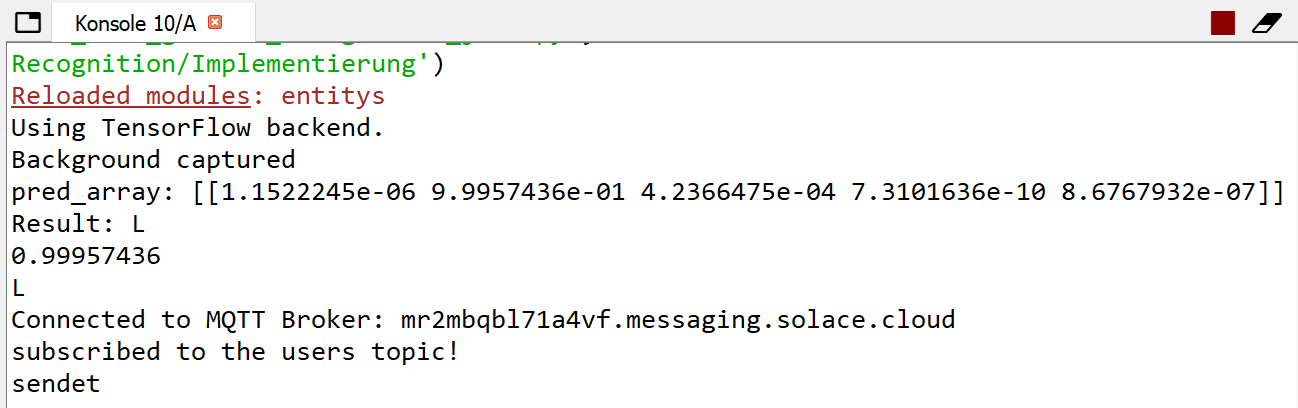 Konsole 10/A
Recognition/Implementierung')
Reloaded modules: entitys
Using TensorFlow backend.
Background captured
pred_array: [[1.1522245e-06 9.9957436e-01 4.2366475e-04 7.3101636e-10 8.6767932e-07]]
Result: L
0.99957436
L
Connected to MQTT Broker: mr2mbqbl71a4vf.messaging.solace.cloud
subscribed to the users topic!
sendet